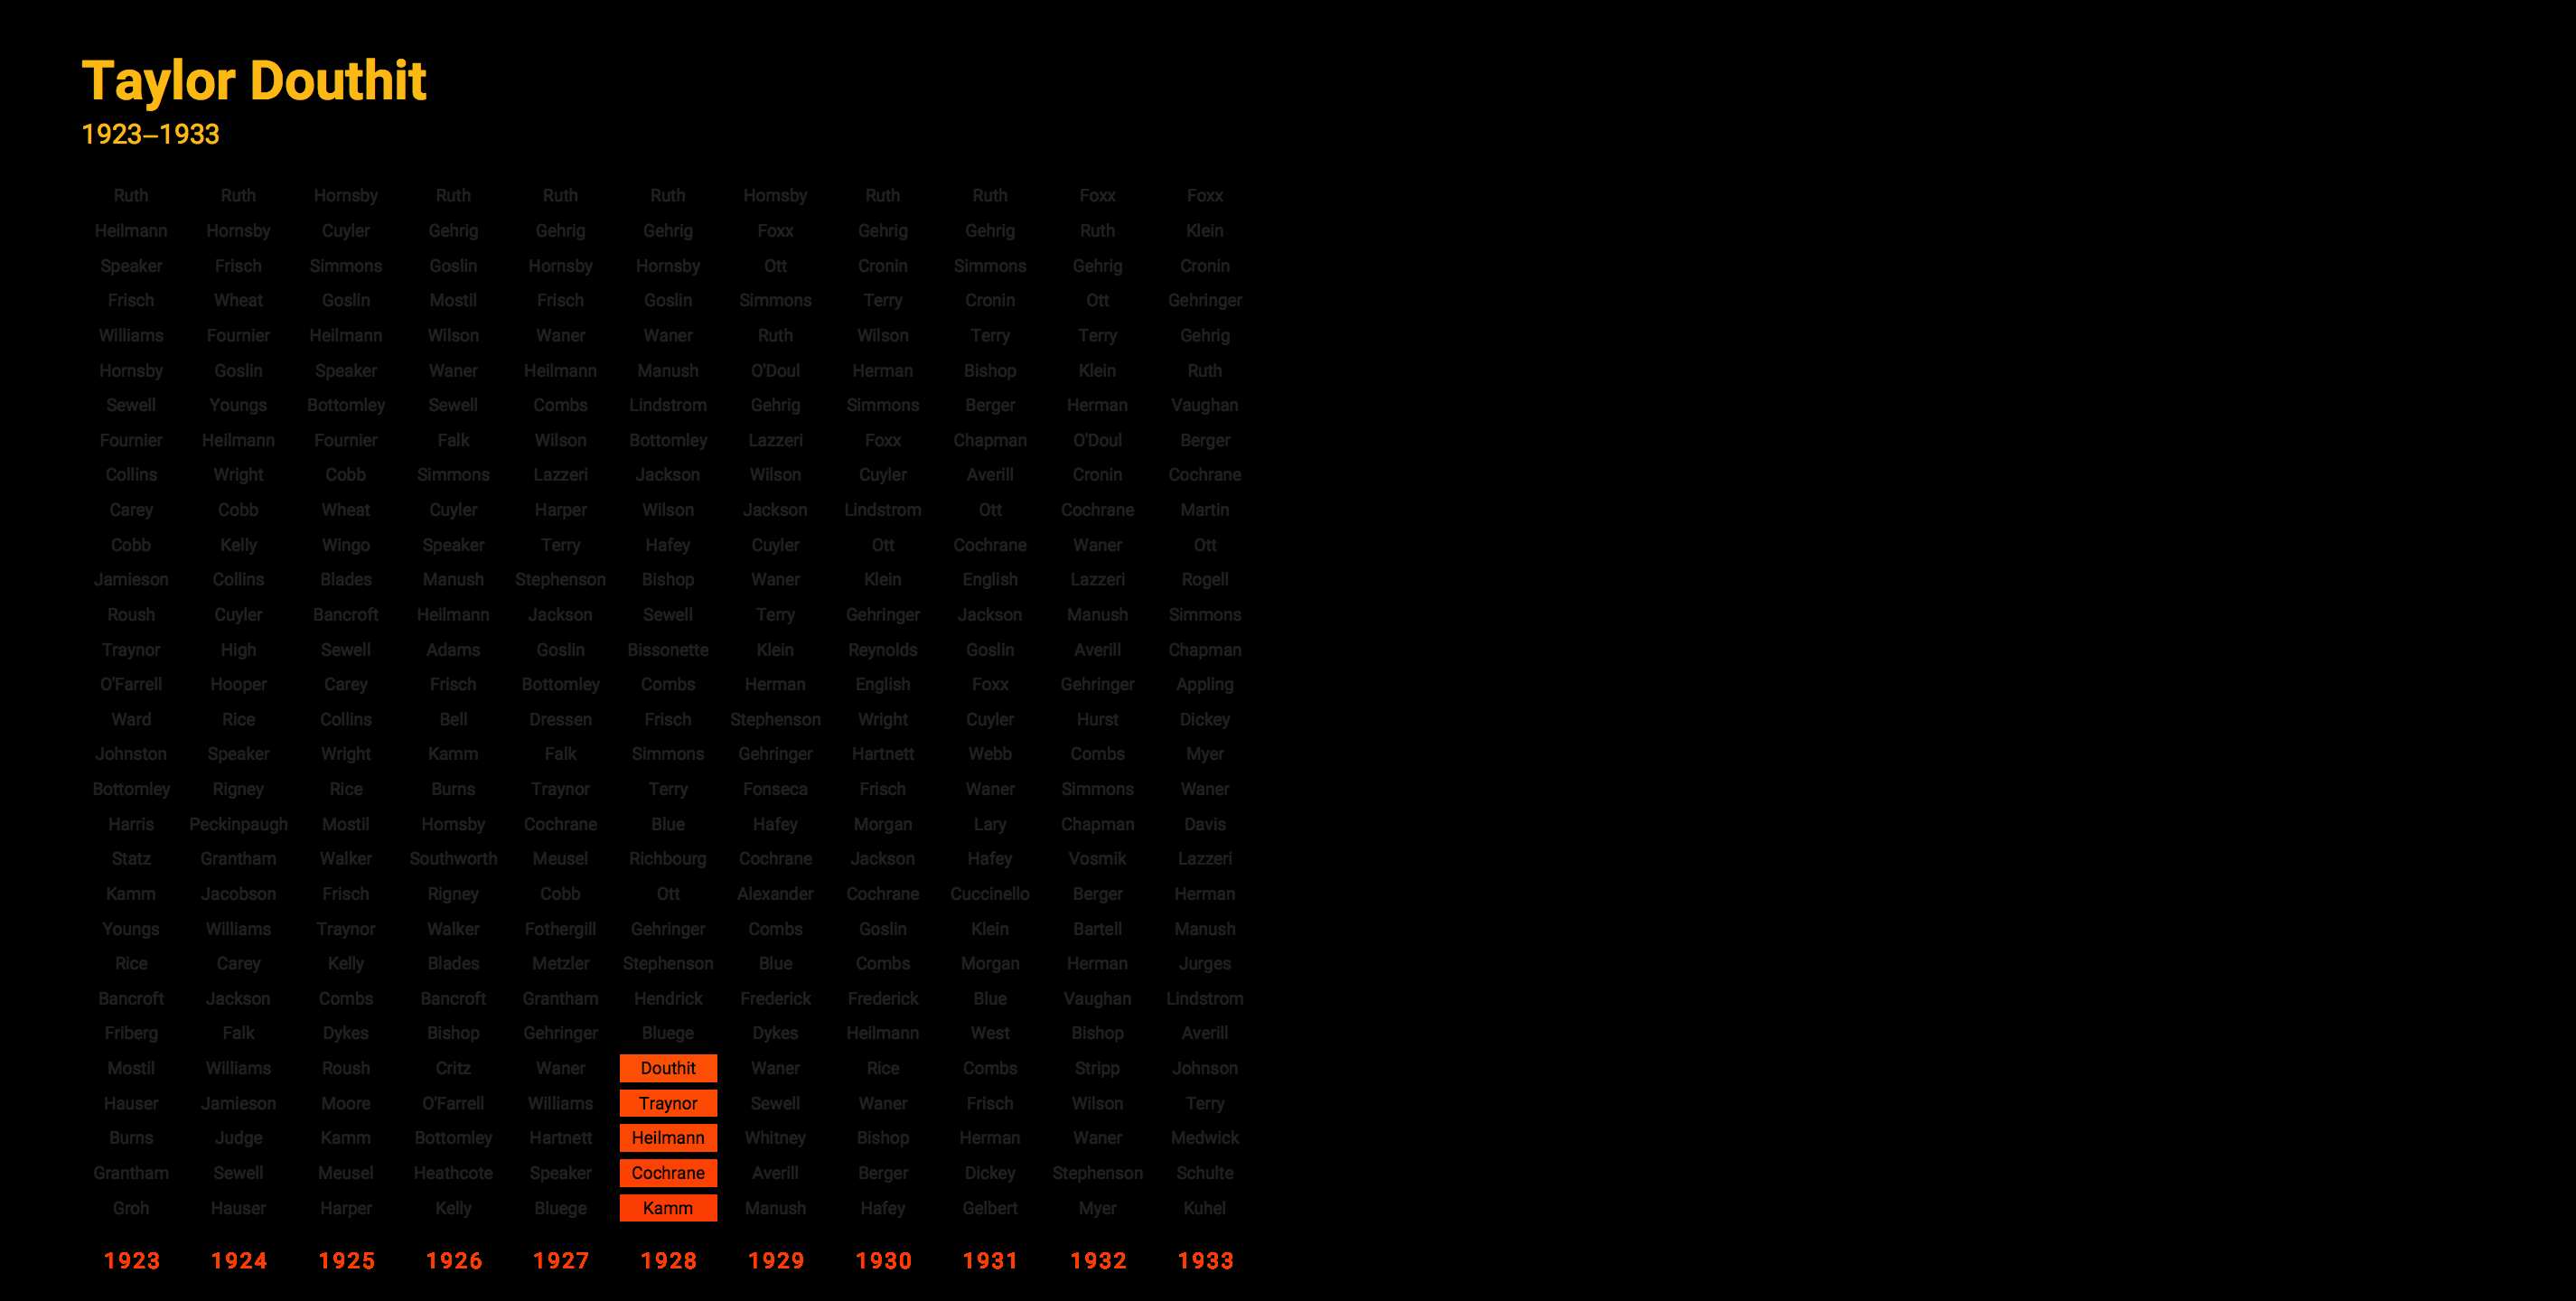 Taylor Douthit
1923–1933
Ruth Ruth Hornsby Ruth Ruth Ruth Hornsby Ruth Ruth Foxx Foxx
Heilmann Hornsby Cuyler Gehrig Gehrig Gehrig Foxx Gehrig Gehrig Ruth Klein
Speaker Frisch Simmons Goslin Hornsby Hornsby Ott Cronin Simmons Gehrig Cronin
Frisch Wheat Goslin Mostil Frisch Goslin Simmons Terry Cronin Ott Gehringer
Williams Fournier Heilmann Wilson Waner Waner Ruth Wilson Terry Terry Gehrig
Hornsby Goslin Speaker Waner Heilmann Manush O'Doul Herman Bishop Klein Ruth
Sewell Youngs Bottomley Sewell Combs Lindstrom Gehrig Simmons Berger Herman Vaughan
Fournier Heilmann Fournier Falk Wilson Bottomley Lazzeri Foxx Chapman O'Doul Berger
Collins Wright Cobb Simmons Lazzeri Jackson Wilson Cuyler Averill Cronin Cochrane
Carey Cobb Wheat Cuyler Harper Wilson Jackson Lindstrom Ott Cochrane Martin
Cobb Kelly Wingo Speaker Terry Hafey Cuyler Ott Cochrane Waner Ott
Jamieson Collins Blades Manush Stephenson Bishop Waner Klein English Lazzeri Rogell
Roush Cuyler Bancroft Heilmann Jackson Sewell Terry Gehringer Jackson Manush Simmons
Traynor High Sewell Adams Goslin Bissonette Klein Reynolds Goslin Averill Chapman
O'Farrell Hooper Carey Frisch Bottomley Combs Herman English Foxx Gehringer Appling
Ward Rice Collins Bell Dressen Frisch Stephenson Wright Cuyler Hurst Dickey
Johnston Speaker Wright Kamm Falk Simmons Gehringer Hartnett Webb Combs Myer
Bottomley Rigney Rice Burns Traynor Terry Fonseca Frisch Waner Simmons Waner
Harris Peckinpaugh Mostil Hornsby Cochrane Blue Hafey Morgan Lary Chapman Davis
Statz Grantham Walker Southworth Meusel Richbourg Cochrane Jackson Hafey Vosmik Lazzeri
Kamm Jacobson Frisch Rigney Cobb Ott Alexander Cochrane Cuccinello Berger Herman
Youngs Williams Traynor Walker Fothergill Gehringer Combs Goslin Klein Bartell Manush
Rice Carey Kelly Blades Metzler Stephenson Blue Combs Morgan Herman Jurges
Bancroft Jackson Combs Bancroft Grantham Hendrick Frederick Frederick Blue Vaughan Lindstrom
Friberg Falk Dykes Bishop Gehringer Bluege Dykes Heilmann West Bishop Averill
Mostil Williams Roush Critz Waner Douthit Waner Rice Combs Stripp Johnson
Hauser Jamieson Moore O'Farrell Williams Traynor Sewell Waner Frisch Wilson Terry
Burns Judge Kamm Bottomley Hartnett Heilmann Whitney Bishop Herman Waner Medwick
Grantham Sewell Meusel Heathcote Speaker Cochrane Averill Berger Dickey Stephenson Schulte
Groh Hauser Harper Kelly Bluege Kamm Manush Hafey Gelbert Myer Kuhel
1923 1924 1925 1926 1927 1928 1929 1930 1931 1932 1933